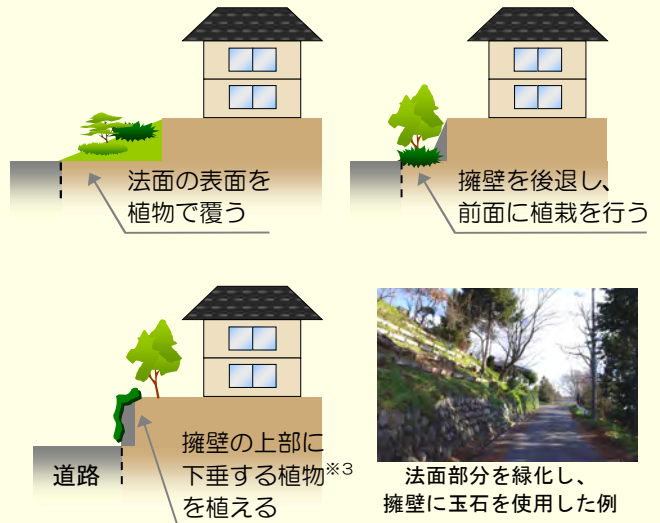 法面の表面を
植物で覆う
擁壁を後退し、
前面に植栽を行う
擁壁の上部に
下垂する植物※3
を植える
道路
法面部分を緑化し、
擁壁に玉石を使用した例